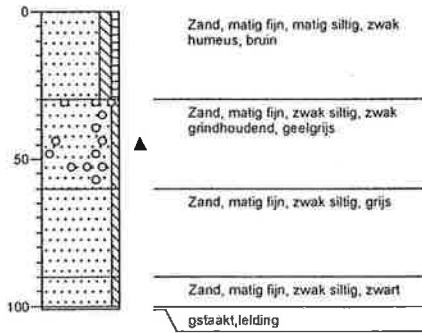 0
Zand, matig fijn, matig siltig, zwak
humeus, bruin
Zand, matig fijn, zwak siltig, zwak
grindhoudend, geelgrijs
50
Zand, matig fijn, zwak siltig, grijs
Zand, matig fijn, zwak siltig, zwart
100
gstaakt,leiding